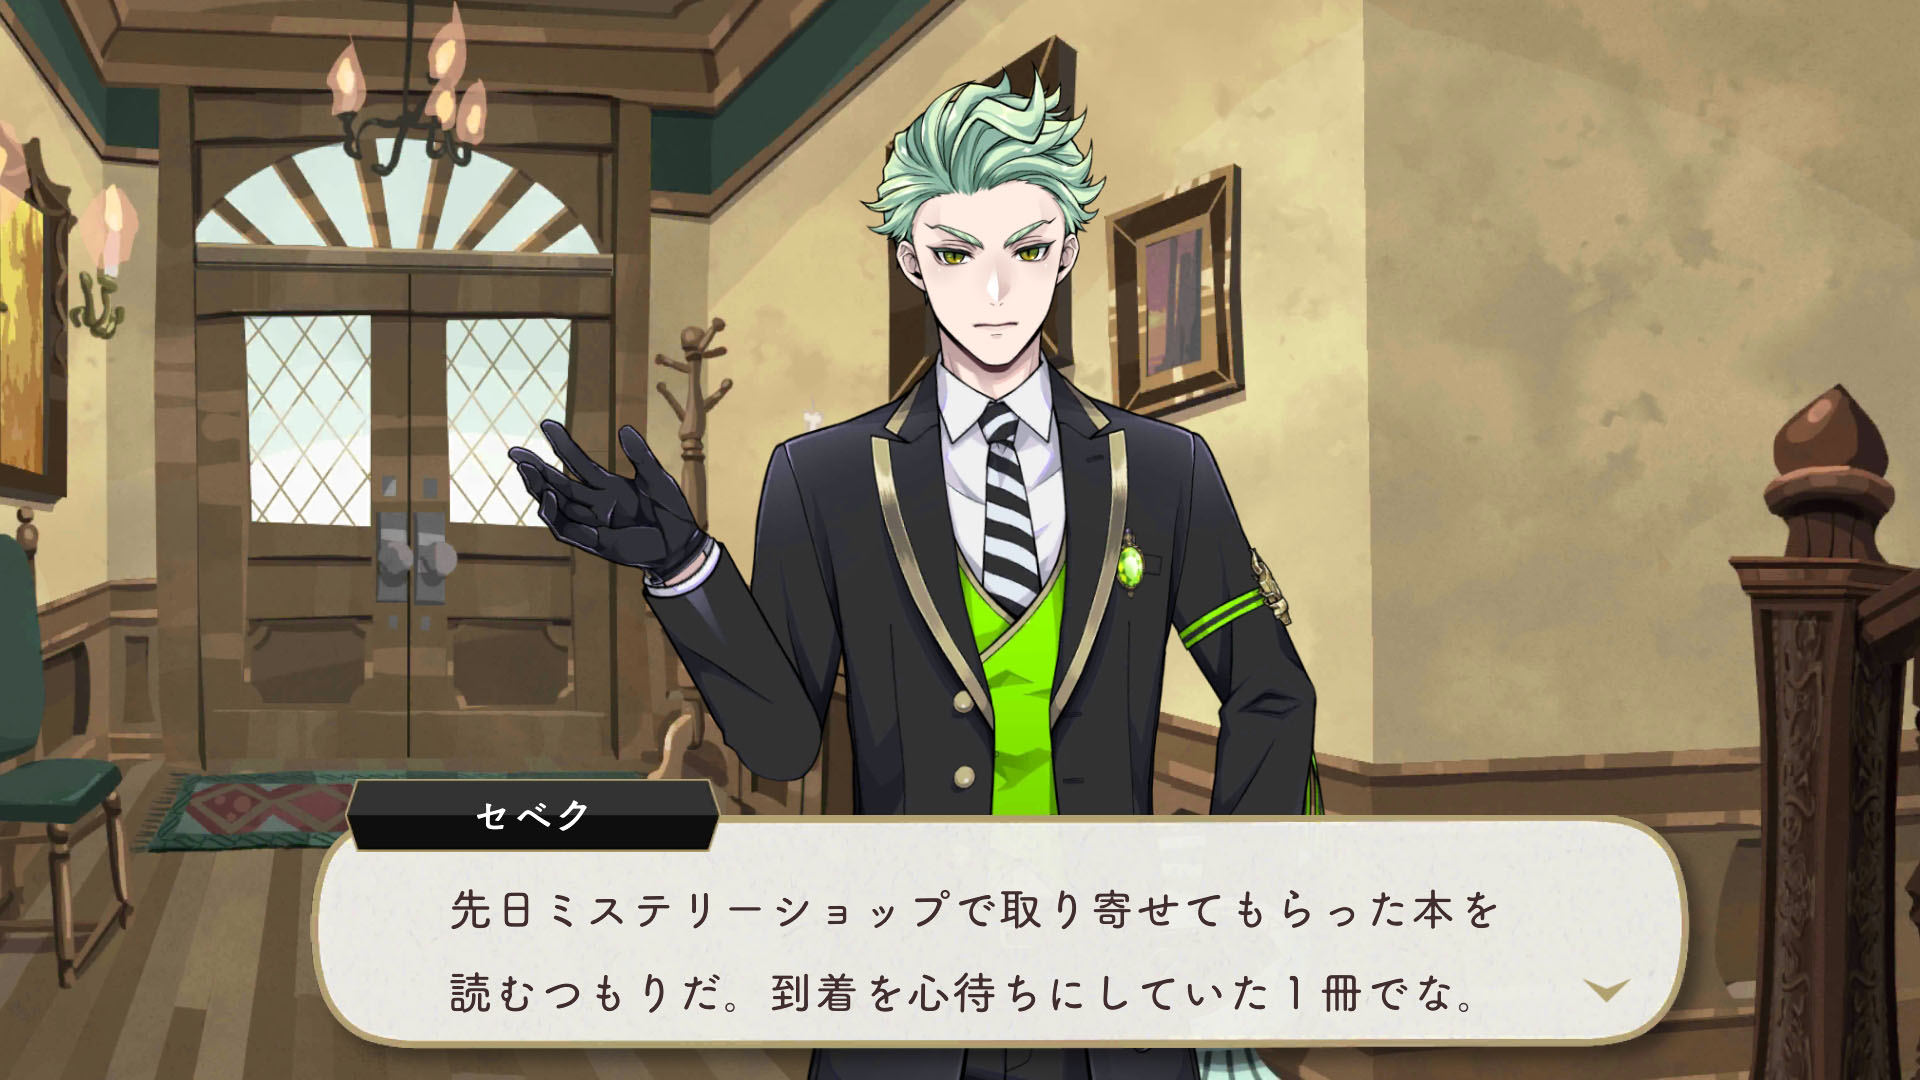 セベク
先日ミステリーショップで取り寄せてもらった本を
読むつもりだ。到着を心待ちにしていた1冊でな。